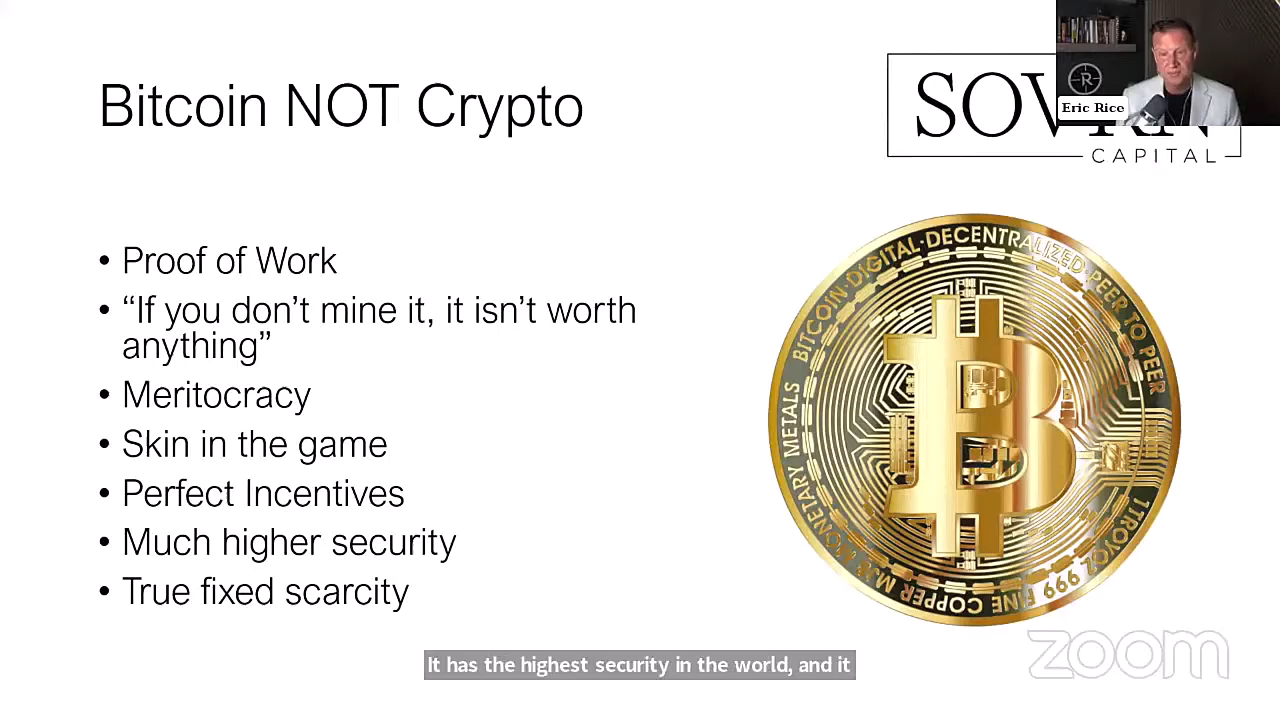 Bitcoin NOT Crypto
SOV
CAPITAL
Eric Rice
R
• Proof of Work
• “If you don’t mine it, it isn’t worth
anything”
• Meritocracy
• Skin in the game
• Perfect Incentives
• Much higher security
• True fixed scarcity
BITCOIN·DIGITAL·DECENTRALIZED PEER TO PEER
MONETARY METALS
1 TROY OZ 999 FINE COPPER MJB
B
It has the highest security in the world, and it
zoom